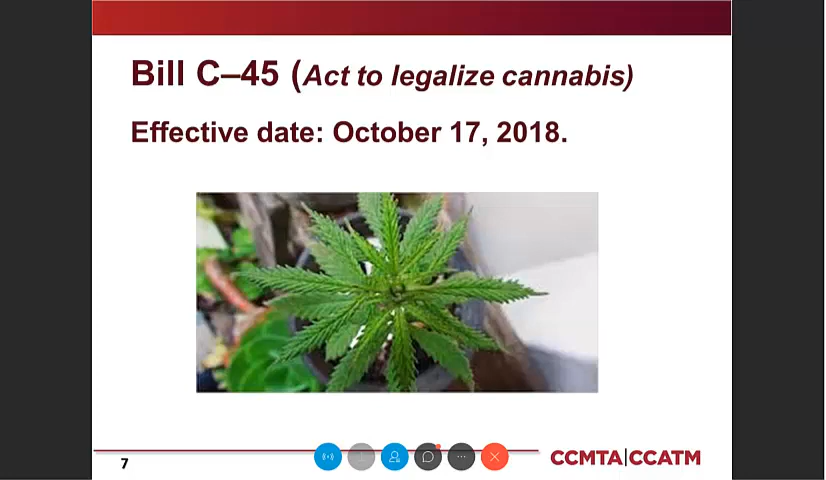 Bill C–45 (Act to legalize cannabis)
Effective date: October 17, 2018.
7
CCMTA|CCATM